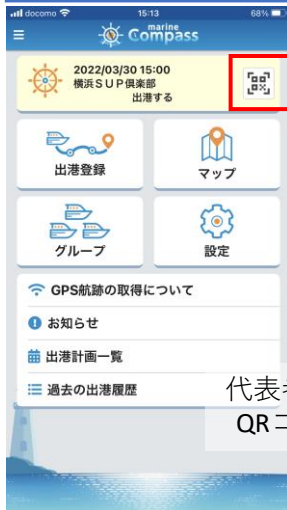 docomo 15:13 68%
marine
Compass
2022/03/30 15:00
横浜SUP倶楽部
出港する
出港登録
マップ
グループ
設定
GPS航跡の取得について
お知らせ
出港計画一覧
過去の出港履歴
代表
QRコ